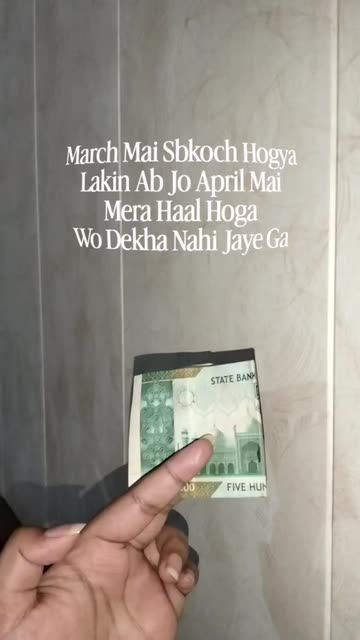 March Mai Sbkoch Hogya
Lakin Ab Jo April Mai
Mera Haal Hoga
Wo Dekha Nahi Jaye Ga
STATE BANK
00
FIVE HUN